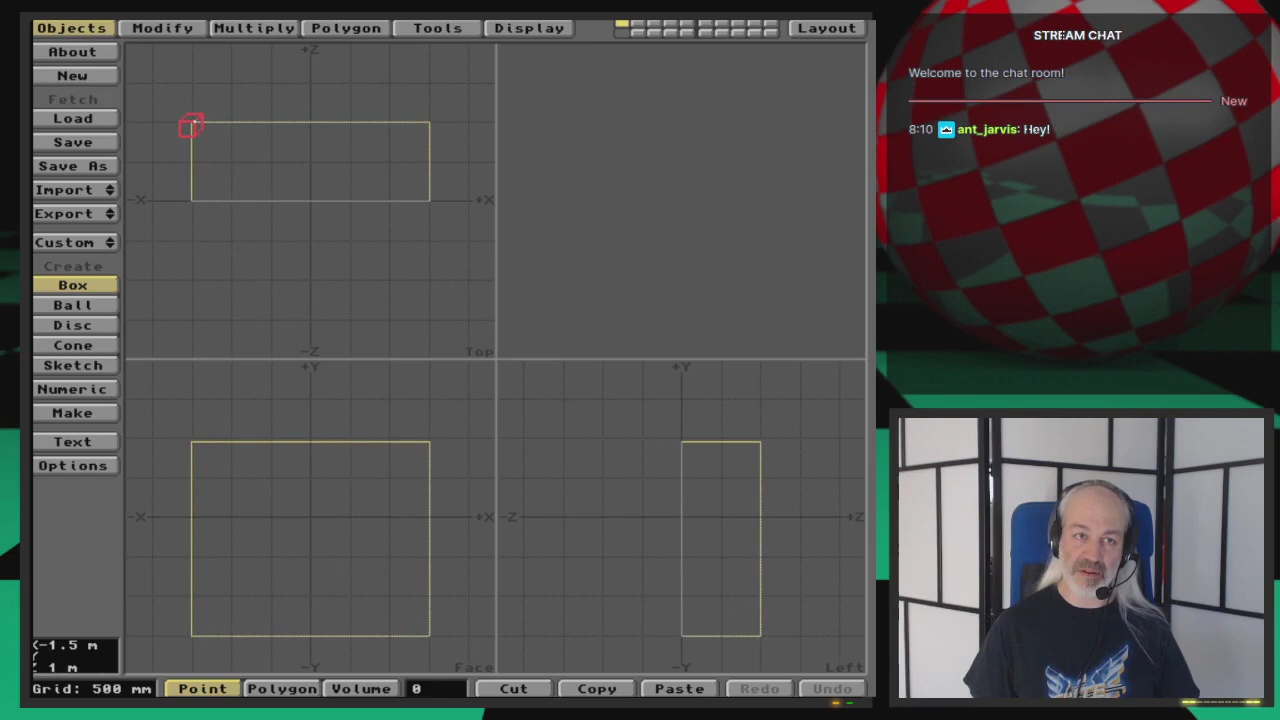 Objects Modify Multiply Polygon Tools Display Layout
About
New
Fetch
Load
Save
Save As
Import
Export
Custom
Create
Box
Ball
Disc
Cone
Sketch
Numeric
Make
Text
Options
+Z
-X +X
-Z Top
+Y +Y
-X +X -Z +Z
-Y Face -Y Left
X-1.5 m
Y
Z 1 m
Grid: 500 mm Point Polygon Volume 0 Cut Copy Paste Redo Undo
STREAM CHAT
Welcome to the chat room!
New
8:10 ant_jarvis: Hey!